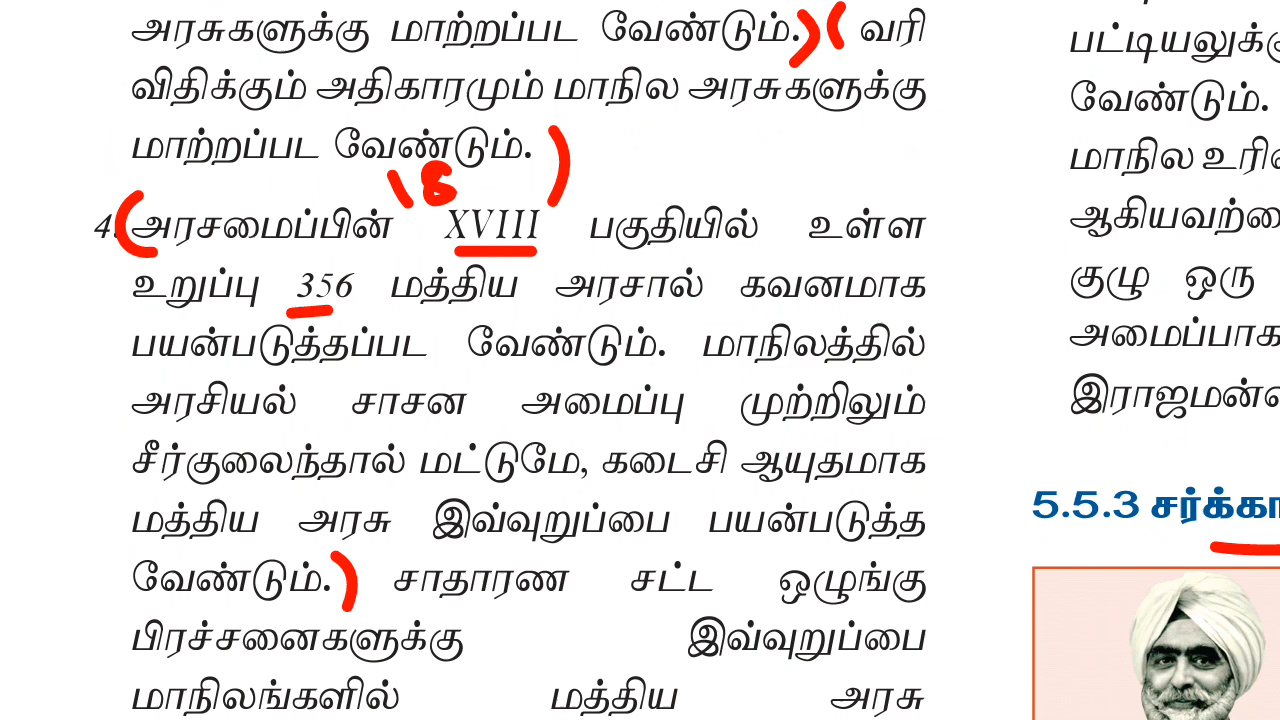 அரசுகளுக்கு மாற்றப்பட வேண்டும். வரி
விதிக்கும் அதிகாரமும் மாநில அரசுகளுக்கு
மாற்றப்பட வேண்டும்.
4. அரசமைப்பின் XVIII பகுதியில் உள்ள
உறுப்பு 356 மத்திய அரசால் கவனமாக
பயன்படுத்தப்பட வேண்டும். மாநிலத்தில்
அரசியல் சாசன அமைப்பு முற்றிலும்
சீர்குலைந்தால் மட்டுமே, கடைசி ஆயுதமாக
மத்திய அரசு இவ்வுறுப்பை பயன்படுத்த
வேண்டும். சாதாரண சட்ட ஒழுங்கு
பிரச்சனைகளுக்கு இவ்வுறுப்பை
மாநிலங்களில் மத்திய அரசு
பட்டியலுக்கு
வேண்டும்.
மாநில உரி
ஆகியவற்றை
குழு ஒரு
அமைப்பாக
இராஜமன்
5.5.3 சர்க்கா